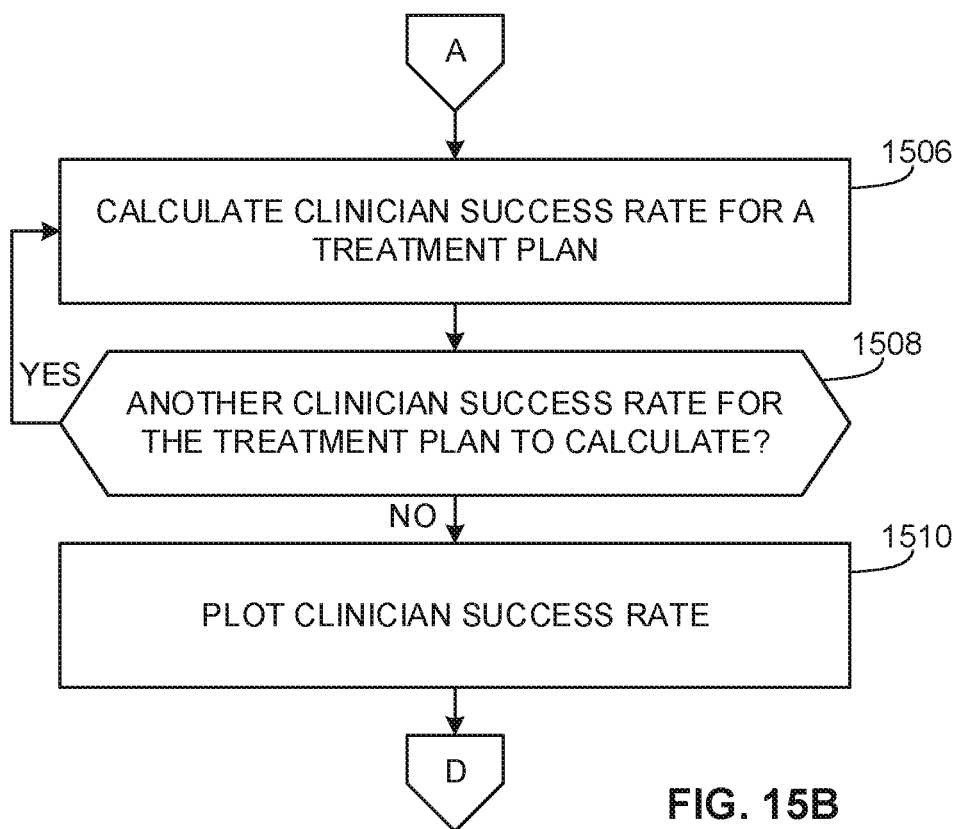 A
1506
CALCULATE CLINICIAN SUCCESS RATE FOR A
TREATMENT PLAN
1508
YES
ANOTHER CLINICIAN SUCCESS RATE FOR
THE TREATMENT PLAN TO CALCULATE?
NO
1510
PLOT CLINICIAN SUCCESS RATE
D
FIG. 15B